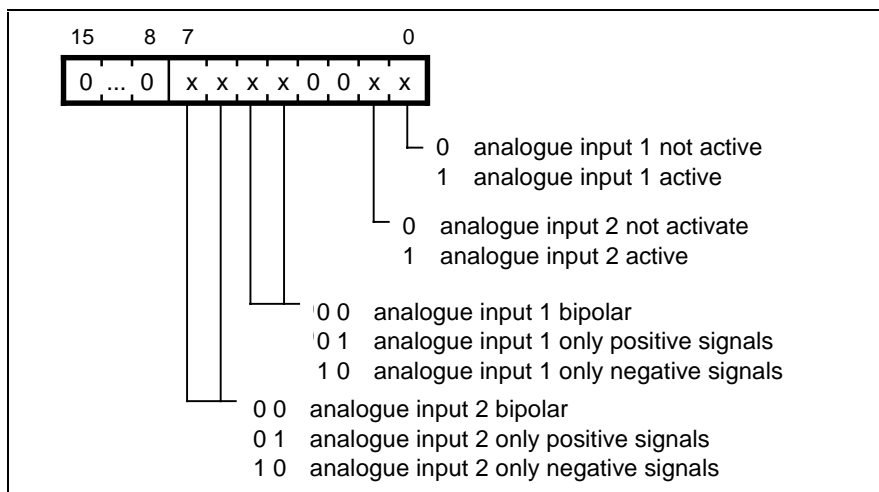 15 8 7 0
0 ... 0 x x x x 0 0 x x
0 analogue input 1 not active
1 analogue input 1 active
0 analogue input 2 not activate
1 analogue input 2 active
0 0 analogue input 1 bipolar
0 1 analogue input 1 only positive signals
1 0 analogue input 1 only negative signals
0 0 analogue input 2 bipolar
0 1 analogue input 2 only positive signals
1 0 analogue input 2 only negative signals